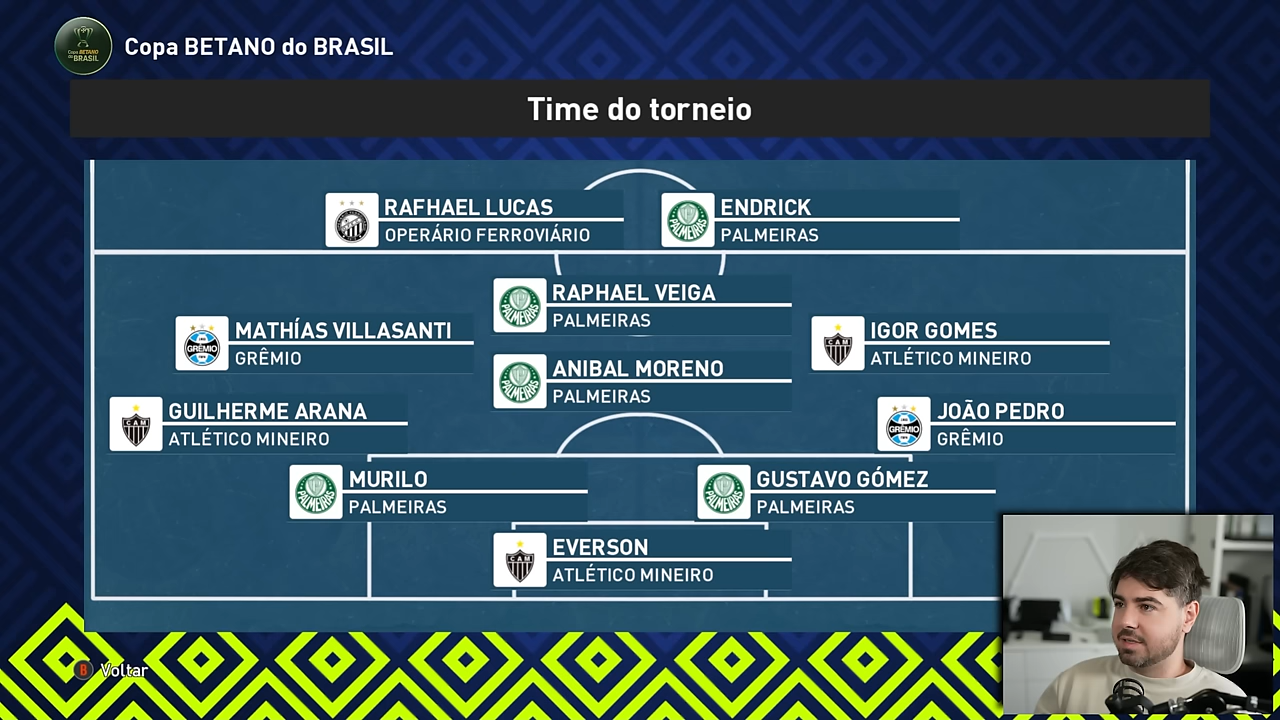 Copa BETANO do BRASIL
Time do torneio
RAFHAEL LUCAS
OPERÁRIO FERROVIÁRIO
ENDRICK
PALMEIRAS
RAPHAEL VEIGA
PALMEIRAS
MATHÍAS VILLASANTI
GRÊMIO
IGOR GOMES
ATLÉTICO MINEIRO
ANIBAL MORENO
PALMEIRAS
GUILHERME ARANA
ATLÉTICO MINEIRO
JOÃO PEDRO
GRÊMIO
MURILO
PALMEIRAS
GUSTAVO GÓMEZ
PALMEIRAS
EVERSON
ATLÉTICO MINEIRO
B Voltar